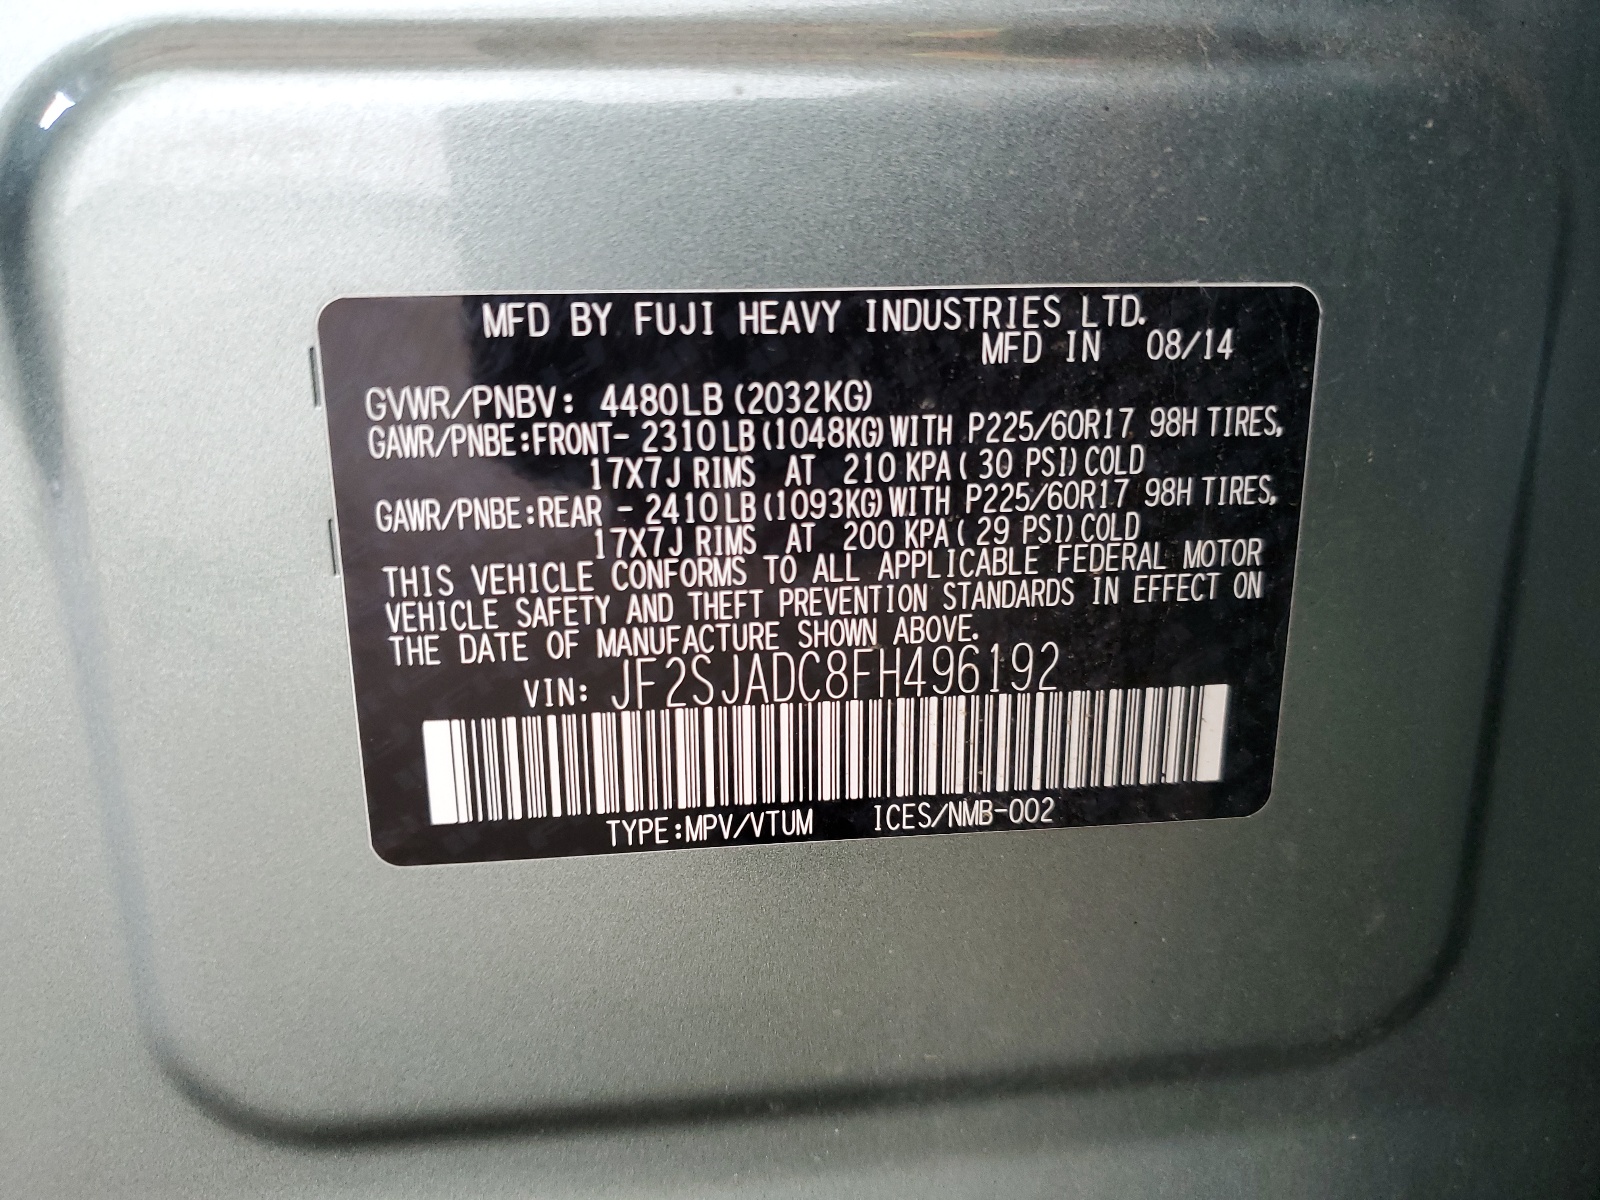 MFD BY FUJI HEAVY INDUSTRIES LTD.
MFD IN 08/14
GVWR/PNBV: 4480LB (2032KG)
GAWR/PNBE:FRONT- 2310LB(1048KG)WITH P225/60R17 98H TIRES,
17X7J RIMS AT 210 KPA( 30 PSI)COLD
GAWR/PNBE:REAR - 2410LB(1093KG)WITH P225/60R17 98H TIRES,
17X7J RIMS AT 200 KPA( 29 PSI)COLD
THIS VEHICLE CONFORMS TO ALL APPLICABLE FEDERAL MOTOR
VEHICLE SAFETY AND THEFT PREVENTION STANDARDS IN EFFECT ON
THE DATE OF MANUFACTURE SHOWN ABOVE.
VIN: JF2SJADC8FH496192
TYPE:MPV/VTUM ICES/NMB-002